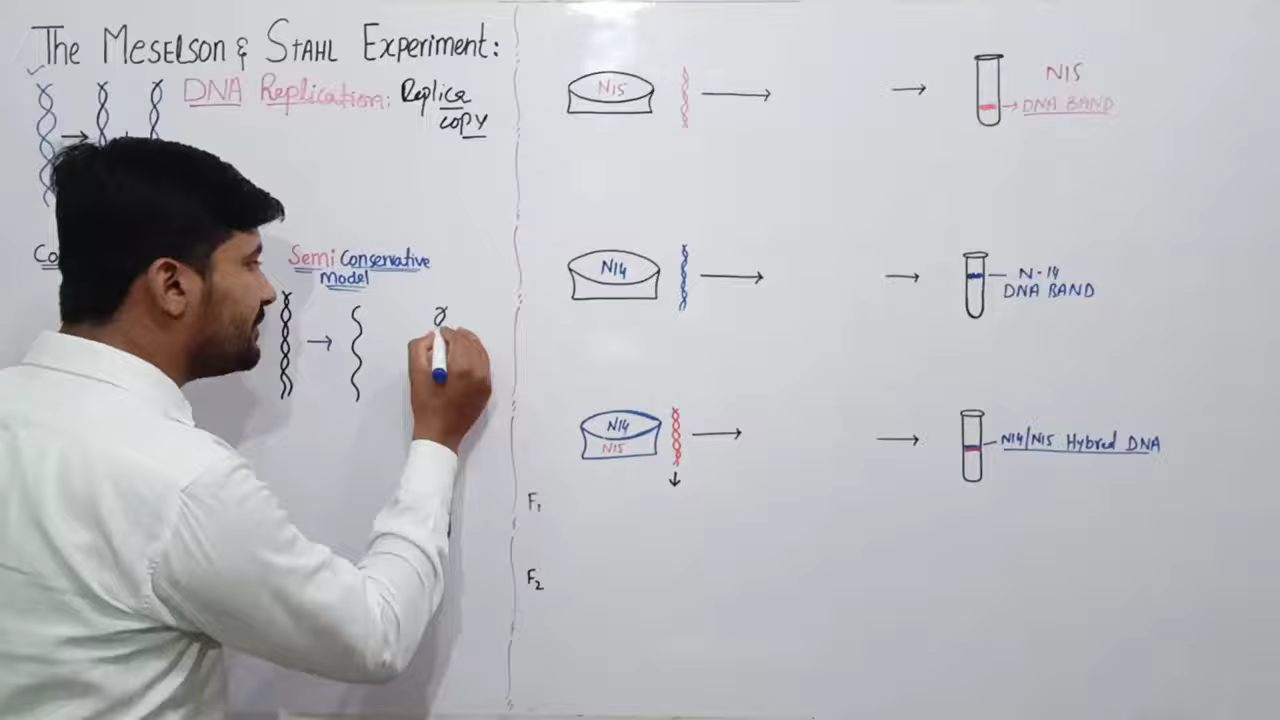 The MESELSON & STAHL Experiment:
DNA Replication: Replica
copy
Semi Conservative
Model
N15
N15
DNA BAND
N14
N-14
DNA BAND
N14
N15
N14/N15 Hybred DNA
F1
F2